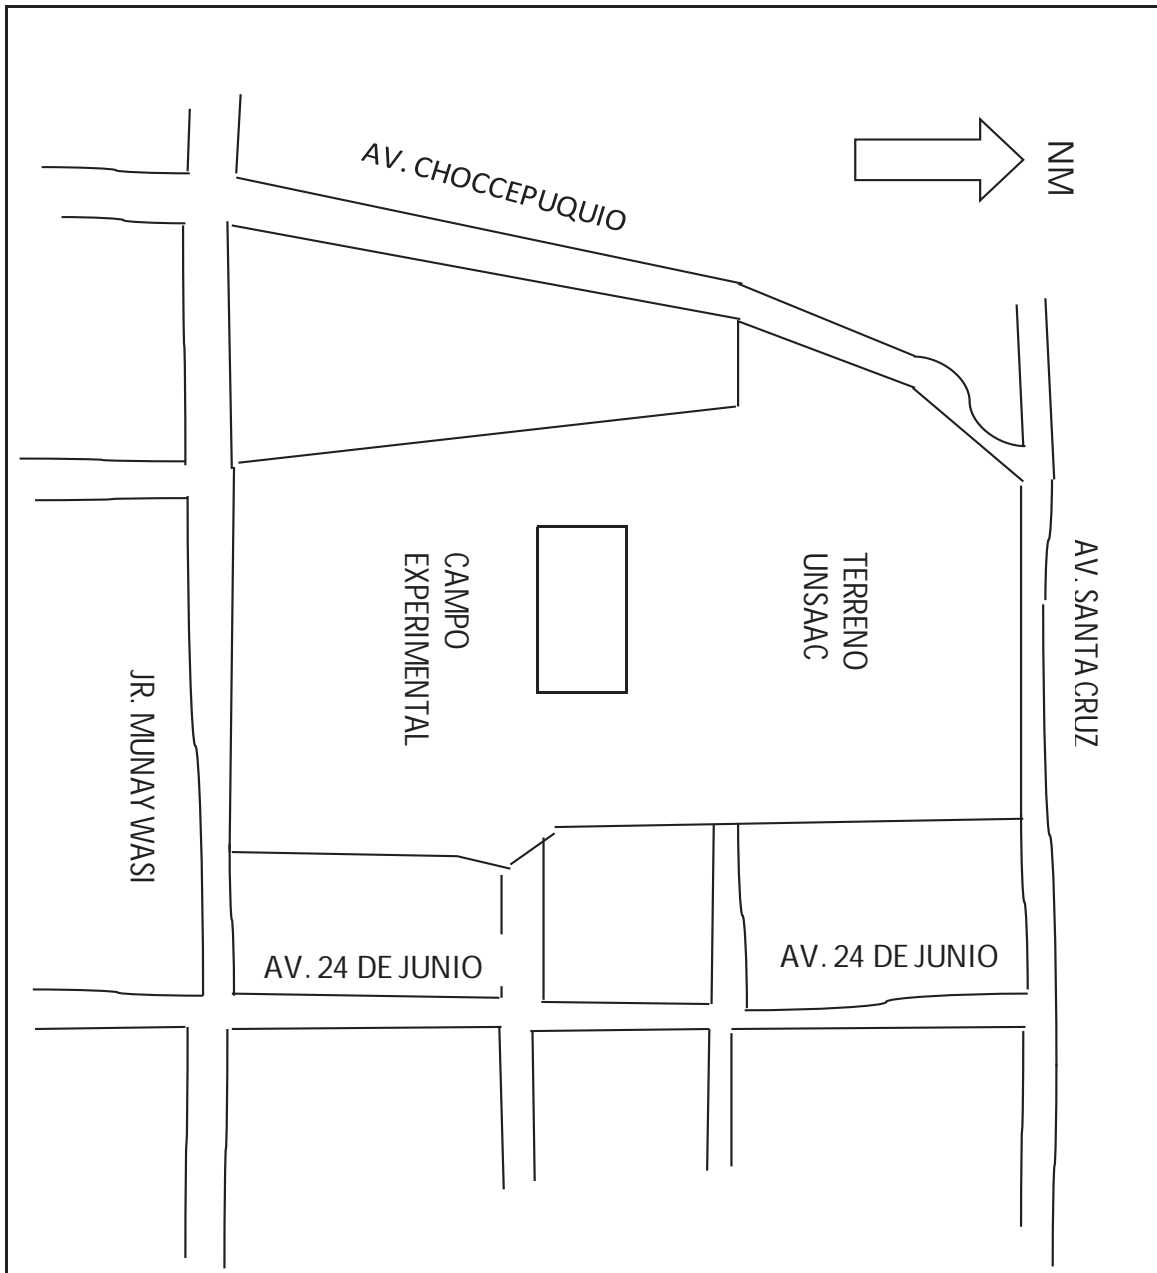 AV. CHOCCEPUQUIO
NM
AV. SANTA CRUZ
TERRENO
UNSAAC
CAMPO
EXPERIMENTAL
JR. MUNAY WASI
AV. 24 DE JUNIO
AV. 24 DE JUNIO